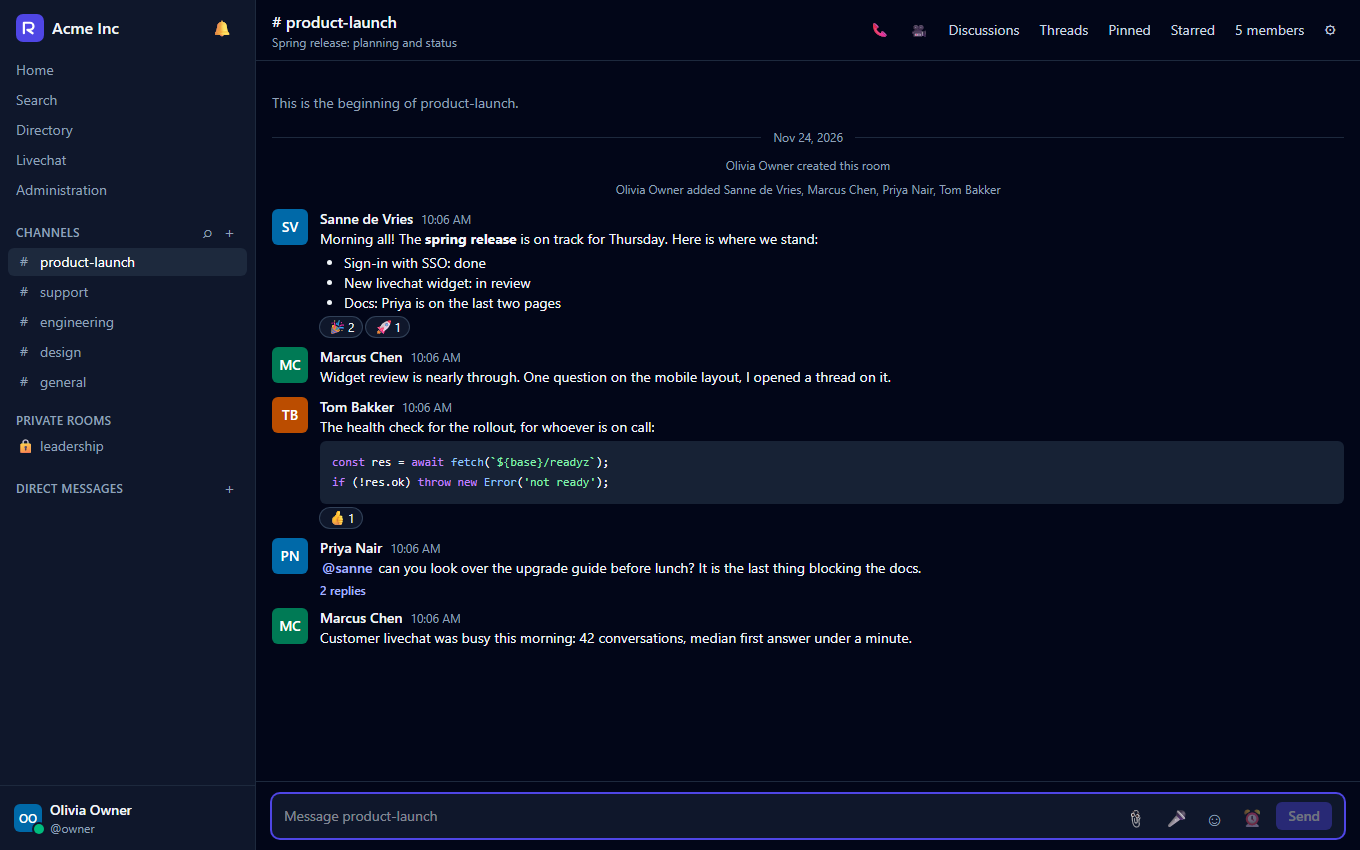 Acme Inc
Home
Search
Directory
Livechat
Administration
CHANNELS
# product-launch
# support
# engineering
# design
# general
PRIVATE ROOMS
leadership
DIRECT MESSAGES
OO
Olivia Owner
@owner
# product-launch
Spring release: planning and status
Discussions Threads Pinned Starred 5 members
This is the beginning of product-launch.
Nov 24, 2026
Olivia Owner created this room
Olivia Owner added Sanne de Vries, Marcus Chen, Priya Nair, Tom Bakker
SV
Sanne de Vries 10:06 AM
Morning all! The spring release is on track for Thursday. Here is where we stand:
• Sign-in with SSO: done
• New livechat widget: in review
• Docs: Priya is on the last two pages
🎉 2 🚀 1
MC
Marcus Chen 10:06 AM
Widget review is nearly through. One question on the mobile layout, I opened a thread on it.
TB
Tom Bakker 10:06 AM
The health check for the rollout, for whoever is on call:
const res = await fetch(`${base}/readyz`);
if (!res.ok) throw new Error('not ready');
👍 1
PN
Priya Nair 10:06 AM
@sanne can you look over the upgrade guide before lunch? It is the last thing blocking the docs.
2 replies
MC
Marcus Chen 10:06 AM
Customer livechat was busy this morning: 42 conversations, median first answer under a minute.
Message product-launch
Send